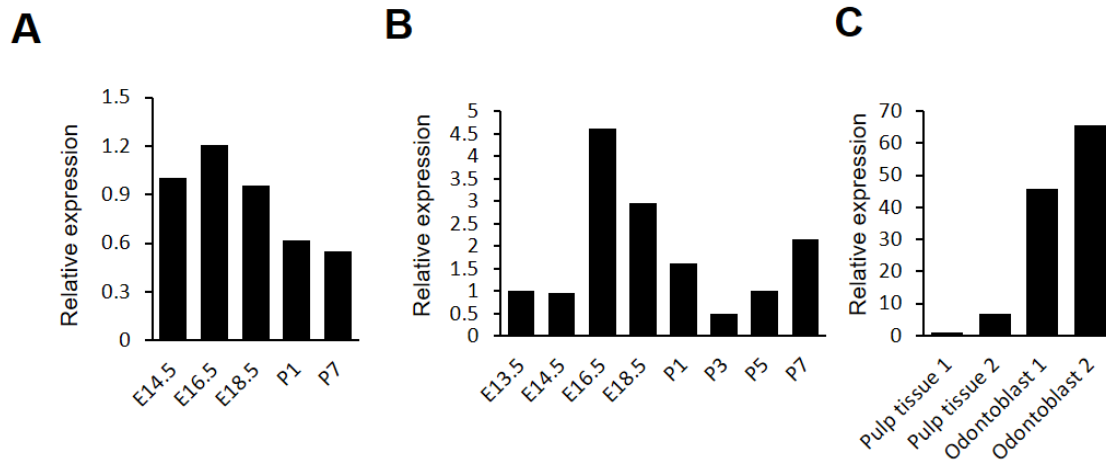 A
Relative expression
1.5
1.2
0.9
0.6
0.3
0
E14.5
E16.5
E18.5
P1
P7
B
Relative expression
5
4.5
4
3.5
3
2.5
2
1.5
1
0.5
0
E13.5
E14.5
E16.5
E18.5
P1
P3
P5
P7
C
Relative expression
70
60
50
40
30
20
10
0
Pulp tissue 1
Pulp tissue 2
Odontoblast 1
Odontoblast 2